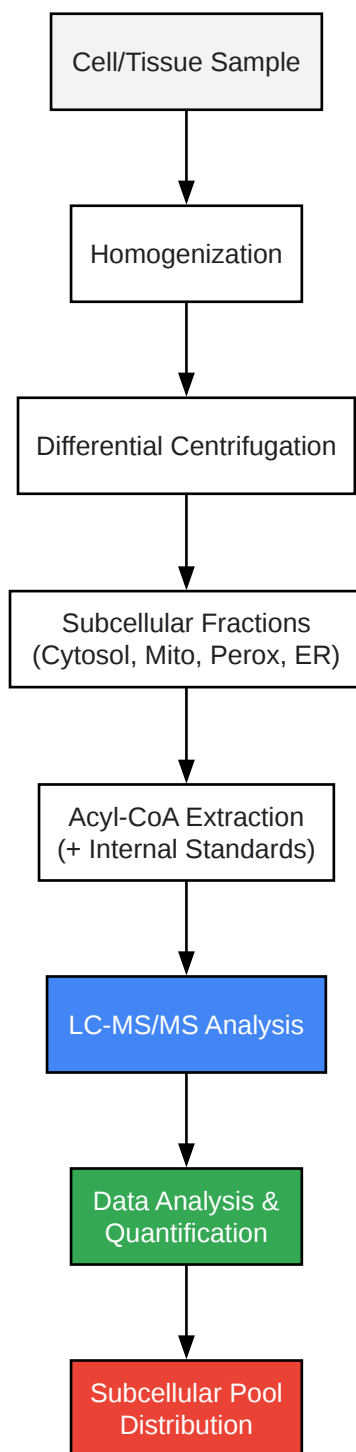 Cell/Tissue Sample
Homogenization
Differential Centrifugation
Subcellular Fractions
(Cytosol, Mito, Perox, ER)
Acyl-CoA Extraction
(+ Internal Standards)
LC-MS/MS Analysis
Data Analysis &
Quantification
Subcellular Pool
Distribution